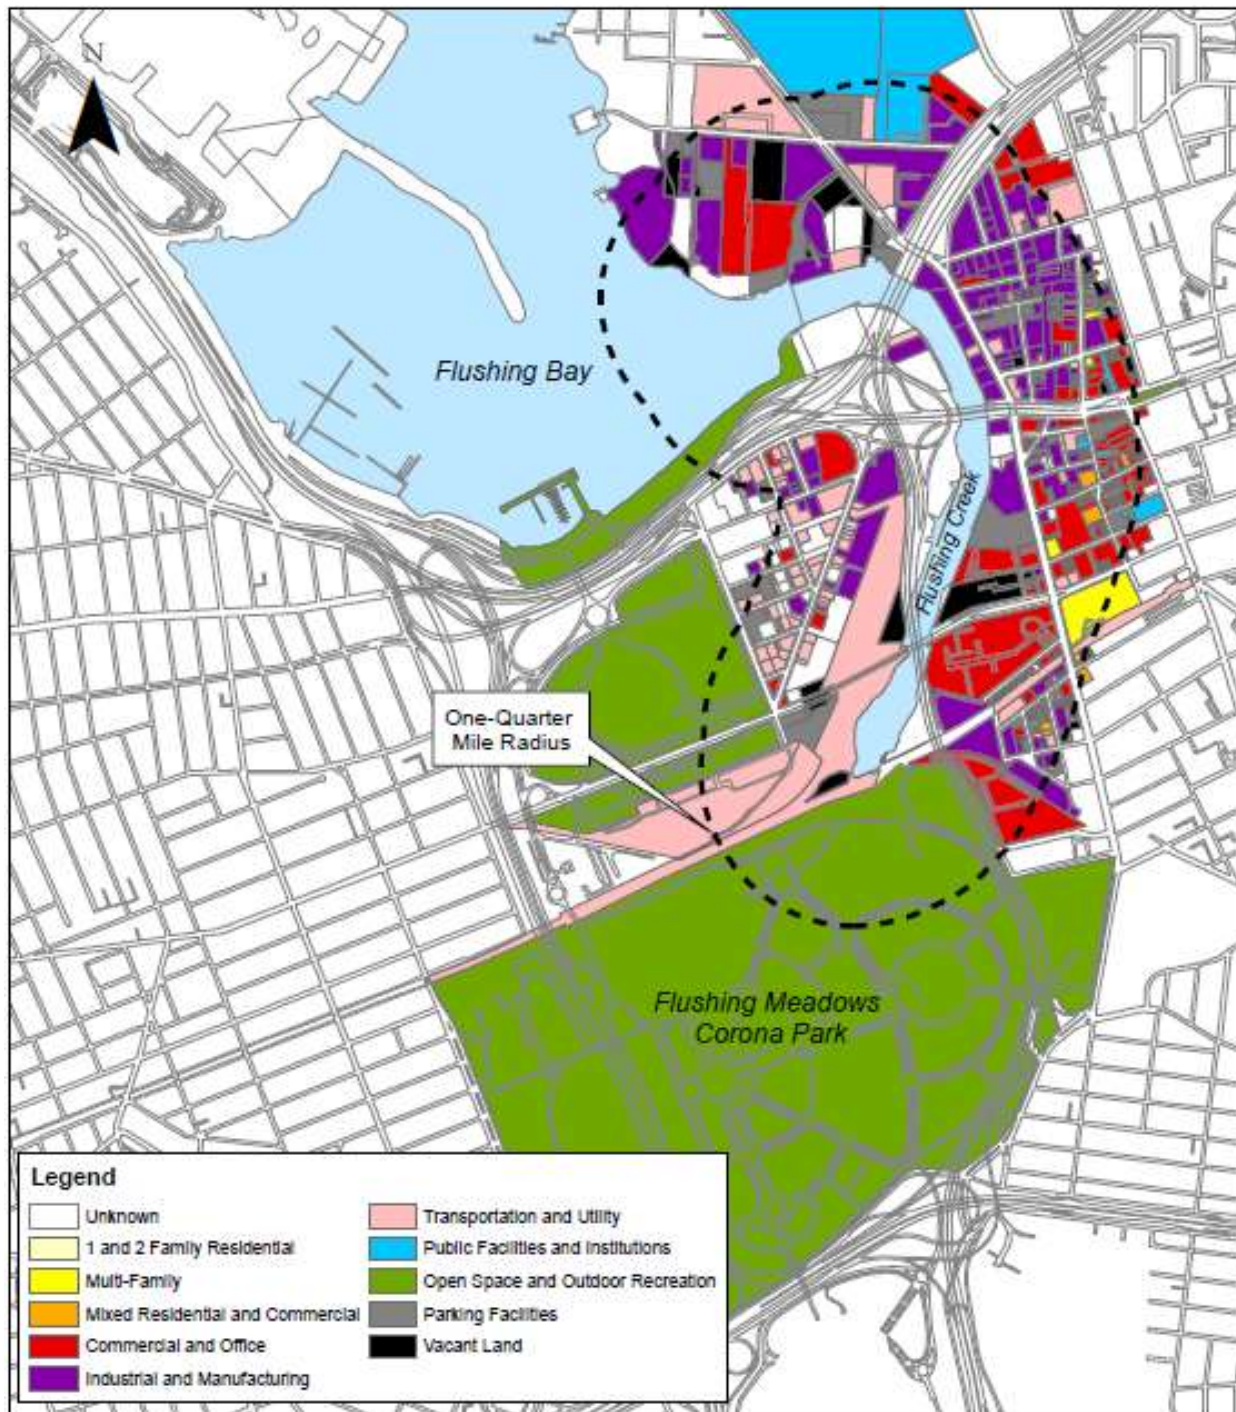 N
Flushing Bay
Flushing Creek
One-Quarter
Mile Radius
Flushing Meadows
Corona Park
Legend
Unknown
1 and 2 Family Residential
Multi-Family
Mixed Residential and Commercial
Commercial and Office
Industrial and Manufacturing
Transportation and Utility
Public Facilities and Institutions
Open Space and Outdoor Recreation
Parking Facilities
Vacant Land